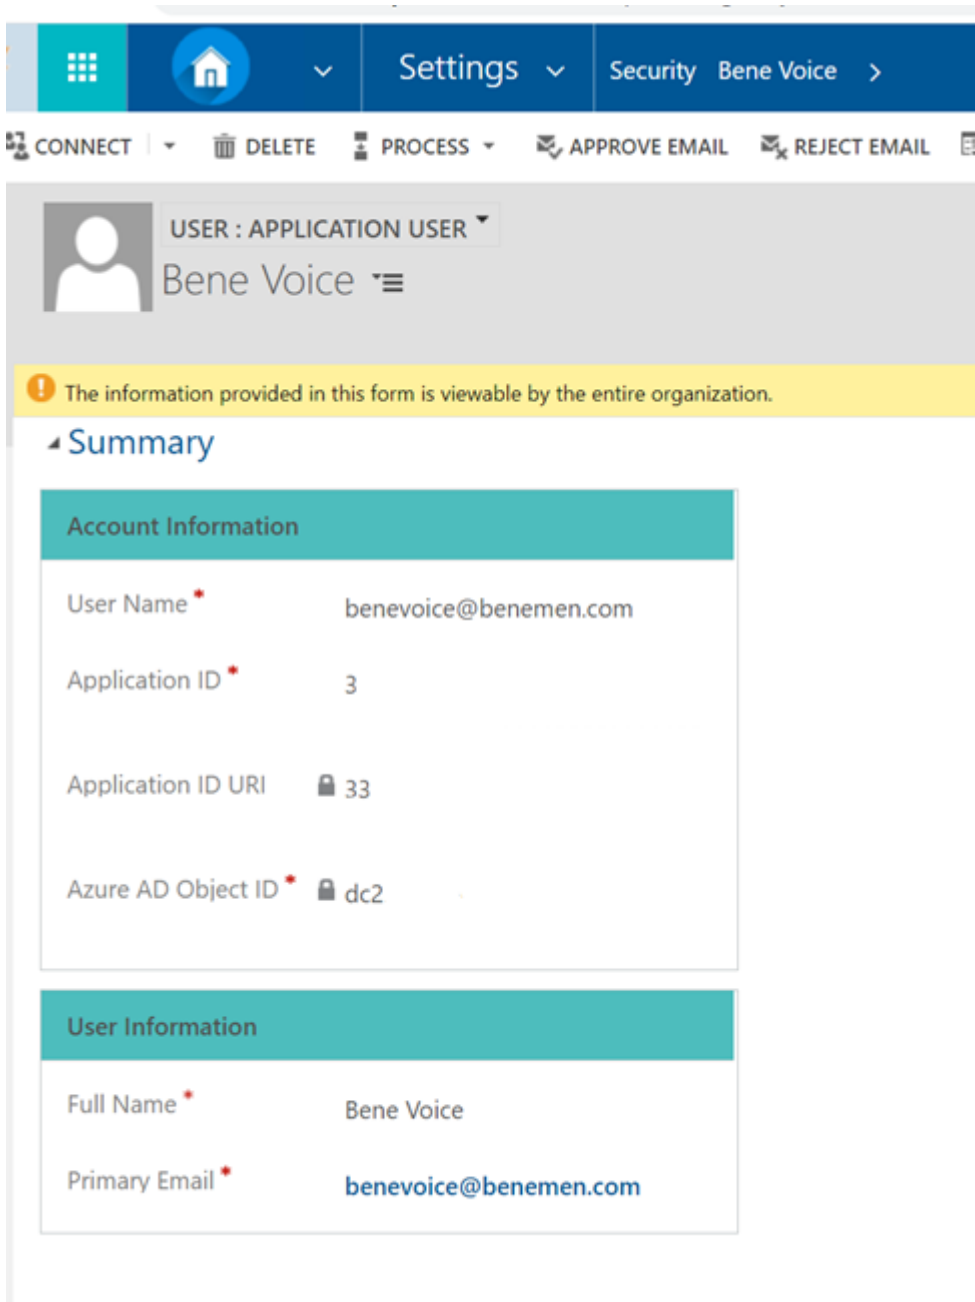 Settings Security Bene Voice
CONNECT DELETE PROCESS APPROVE EMAIL REJECT EMAIL
USER : APPLICATION USER
Bene Voice
The information provided in this form is viewable by the entire organization.
Summary
Account Information
User Name * benevoice@benemen.com
Application ID * 3
Application ID URI 33
Azure AD Object ID * dc2
User Information
Full Name * Bene Voice
Primary Email * benevoice@benemen.com